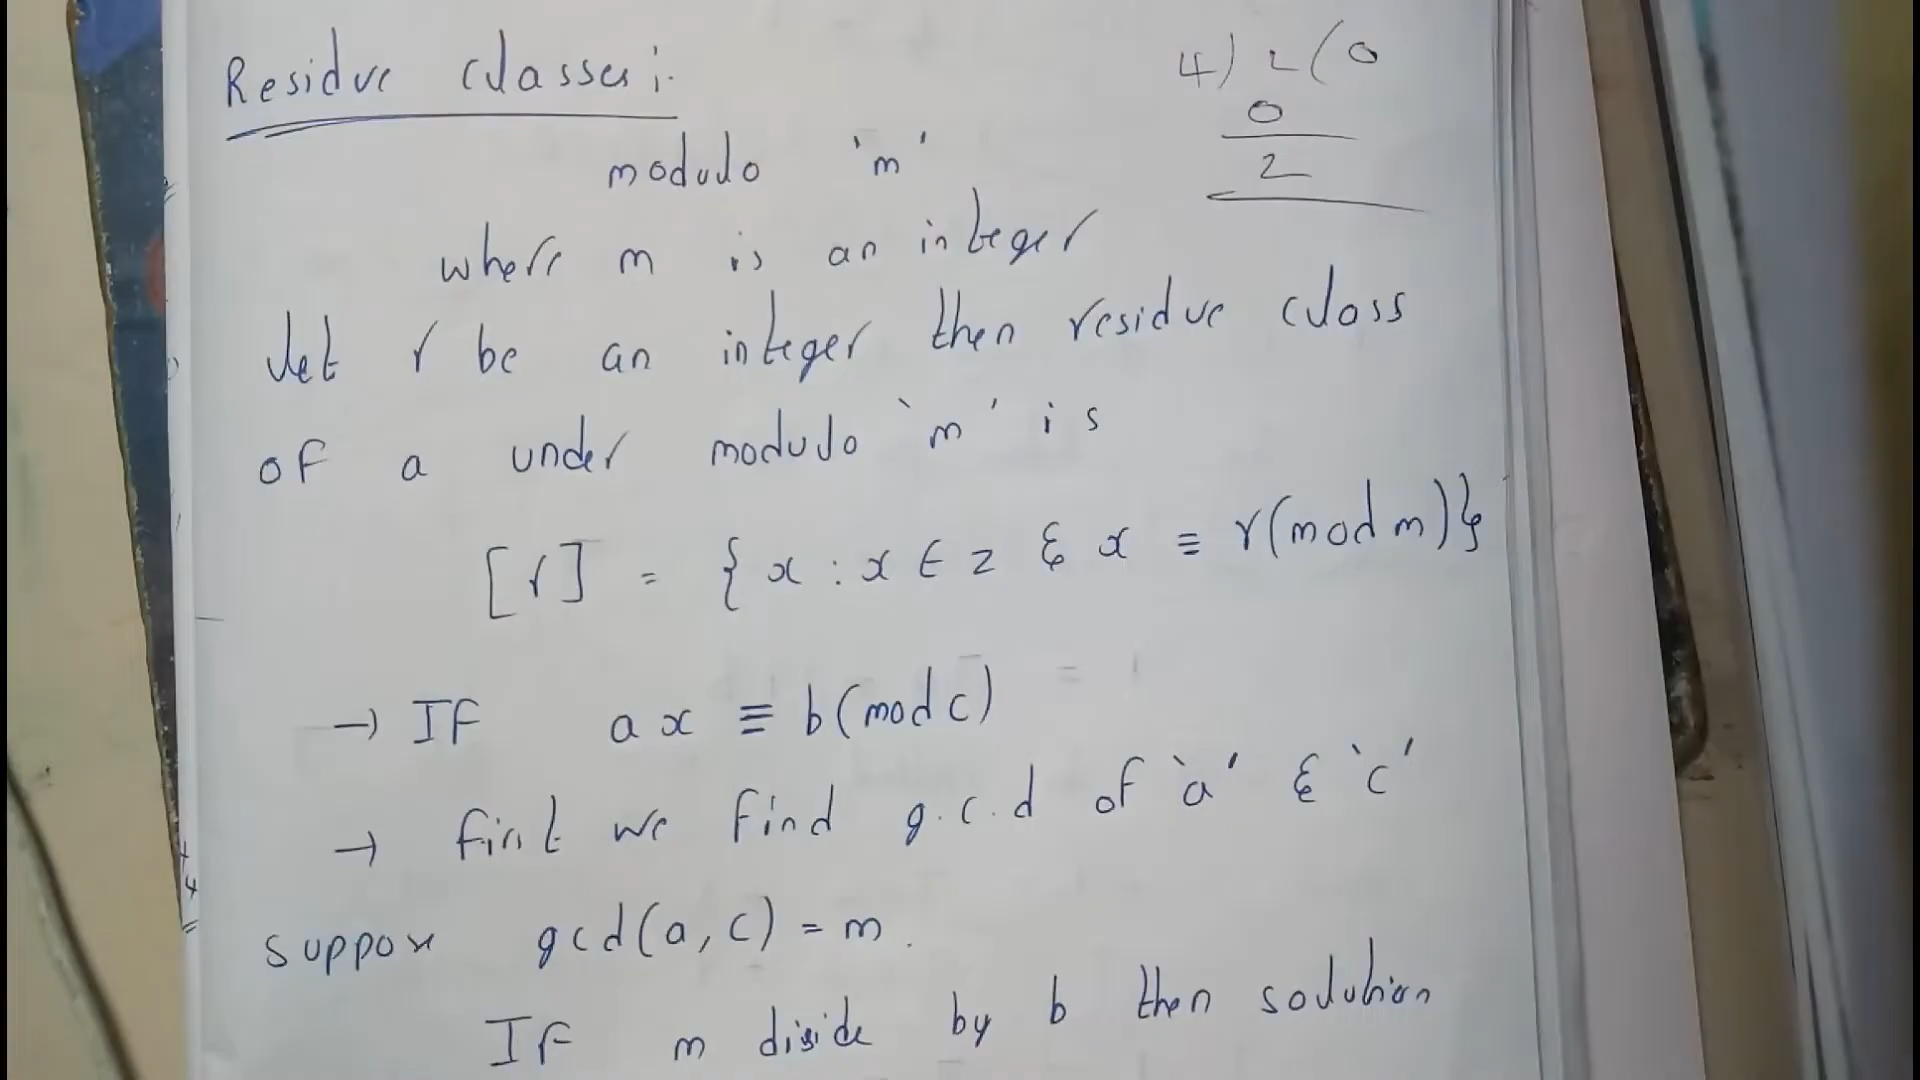 Residue classes :-
4) 2 ( 0
0
2
modulo 'm'
where m is an integer
let r be an integer then residue class
of a under modulo 'm' is
[r] = { x : x ∈ z & x ≡ r(mod m)}
→ If ax ≡ b(mod c)
→ first we find g.c.d of 'a' & 'c'
suppose gcd(a, c) = m.
If m divide by b then solution
4